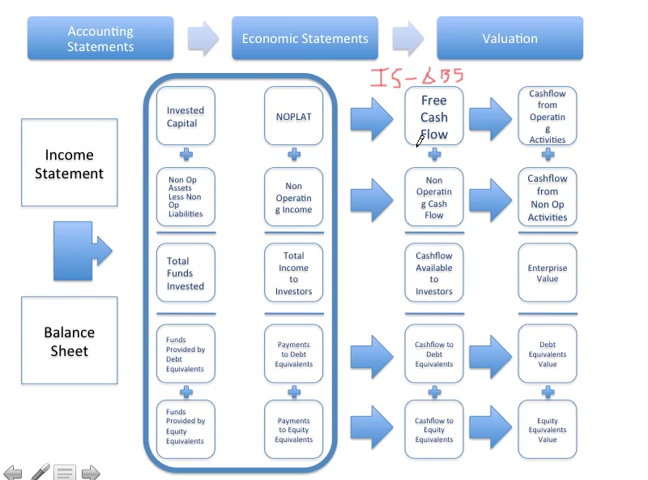 Accounting
Statements
Economic Statements
Valuation
IS-ΔBS
Income
Statement
Balance
Sheet
Invested
Capital
NOPLAT
Free
Cash
Flow
Cashflow
from
Operatin
g
Activities
Non Op
Assets
Less Non
Op
Liabilities
Non
Operatin
g Income
Non
Operatin
g Cash
Flow
Cashflow
from
Non Op
Activities
Total
Funds
Invested
Total
Income
to
Investors
Cashflow
Available
to
Investors
Enterprise
Value
Funds
Provided by
Debt
Equivalents
Payments
to Debt
Equivalents
Cashflow to
Debt
Equivalents
Debt
Equivalents
Value
Funds
Provided by
Equity
Equivalents
Payments
to Equity
Equivalents
Cashflow to
Equity
Equivalents
Equity
Equivalents
Value